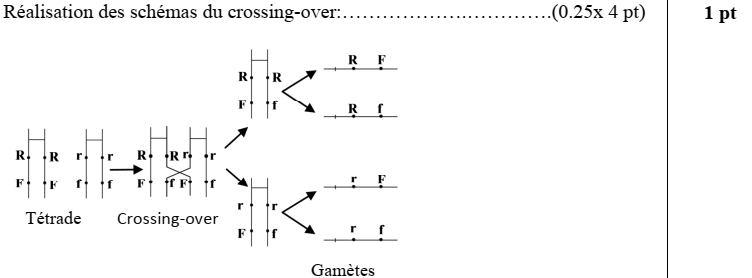 Réalisation des schémas du crossing-over:………………….………….(0.25x 4 pt) 1 pt
R F
R R
F f
R f
R R r r R R r r
F F f f F f F f
r F
r r
F f
r f
Tétrade Crossing-over
Gamètes